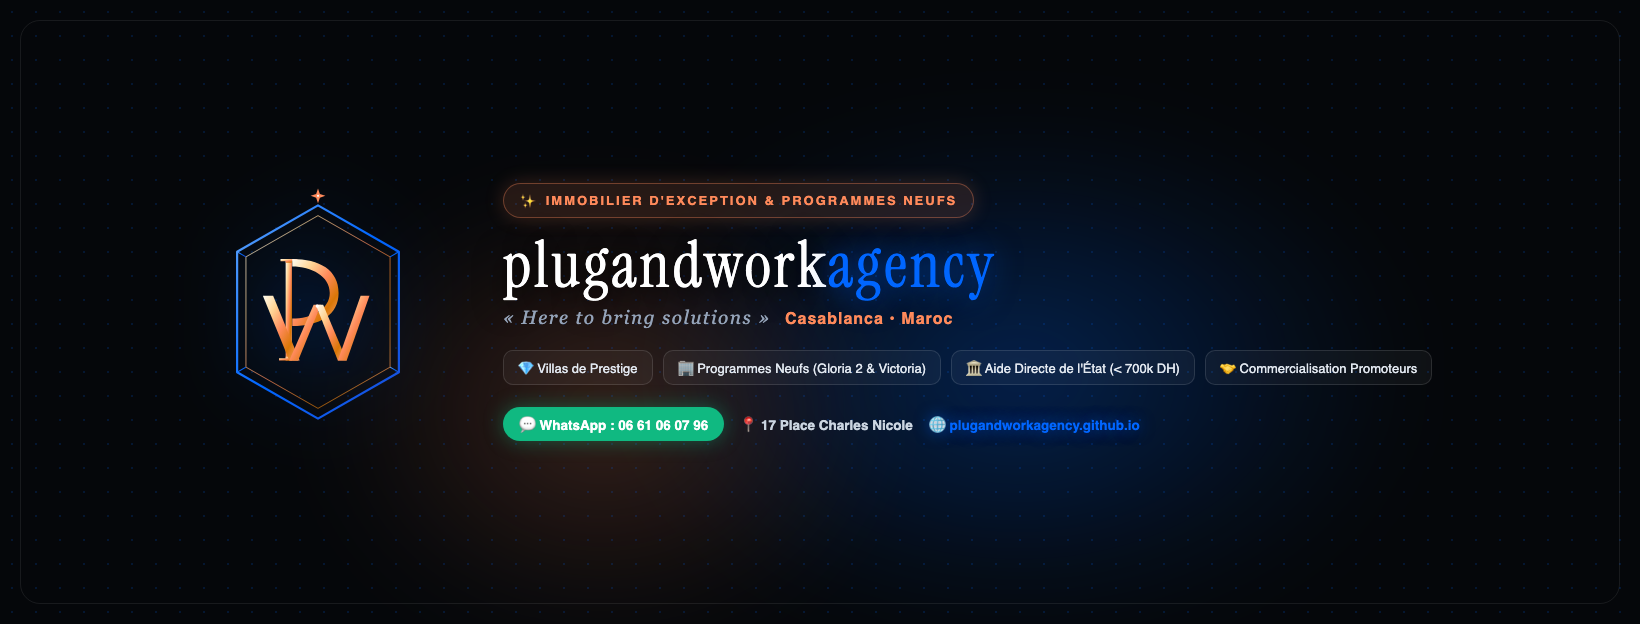 PW
✨ IMMOBILIER D'EXCEPTION & PROGRAMMES NEUFS
plugandworkagency
« Here to bring solutions » Casablanca • Maroc
💎 Villas de Prestige 🏢 Programmes Neufs (Gloria 2 & Victoria) 🏛️ Aide Directe de l'État (< 700k DH) 🤝 Commercialisation Promoteurs
💬 WhatsApp : 06 61 06 07 96 📍 17 Place Charles Nicole 🌐 plugandworkagency.github.io